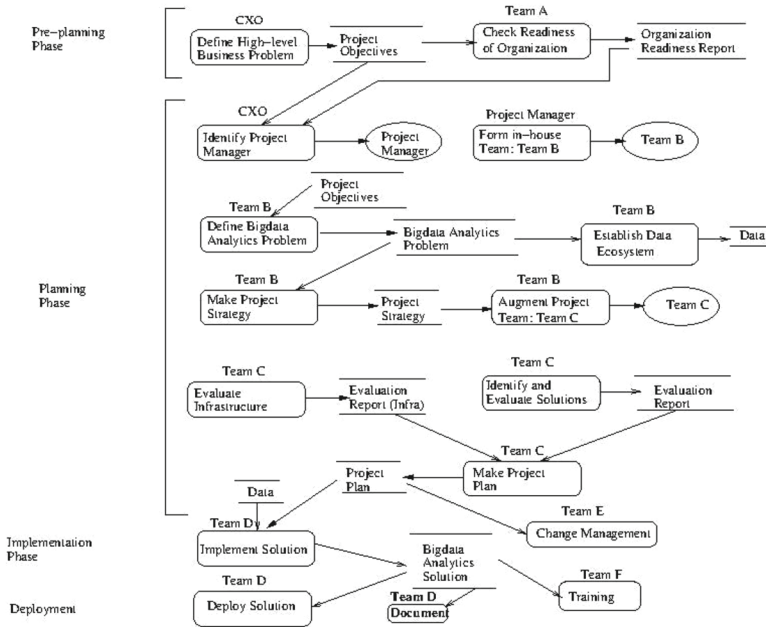 Pre-planning
Phase
CXO
Define High-level
Business Problem
Project
Objectives
Team A
Check Readiness
of Organization
Organization
Readiness Report
Planning
Phase
CXO
Identify Project
Manager
Project
Manager
Project Manager
Form in-house
Team: Team B
Team B
Project
Objectives
Team B
Define Bigdata
Analytics Problem
Bigdata Analytics
Problem
Team B
Establish Data
Ecosystem
Data
Team B
Make Project
Strategy
Project
Strategy
Team B
Augment Project
Team: Team C
Team C
Team C
Evaluate
Infrastructure
Evaluation
Report (Infra)
Team C
Identify and
Evaluate Solutions
Evaluation
Report
Team C
Make Project
Plan
Project
Plan
Data
Team E
Change Management
Implementation
Phase
Team D
Implement Solution
Bigdata
Analytics
Solution
Deployment
Team D
Deploy Solution
Team D
Document
Team F
Training